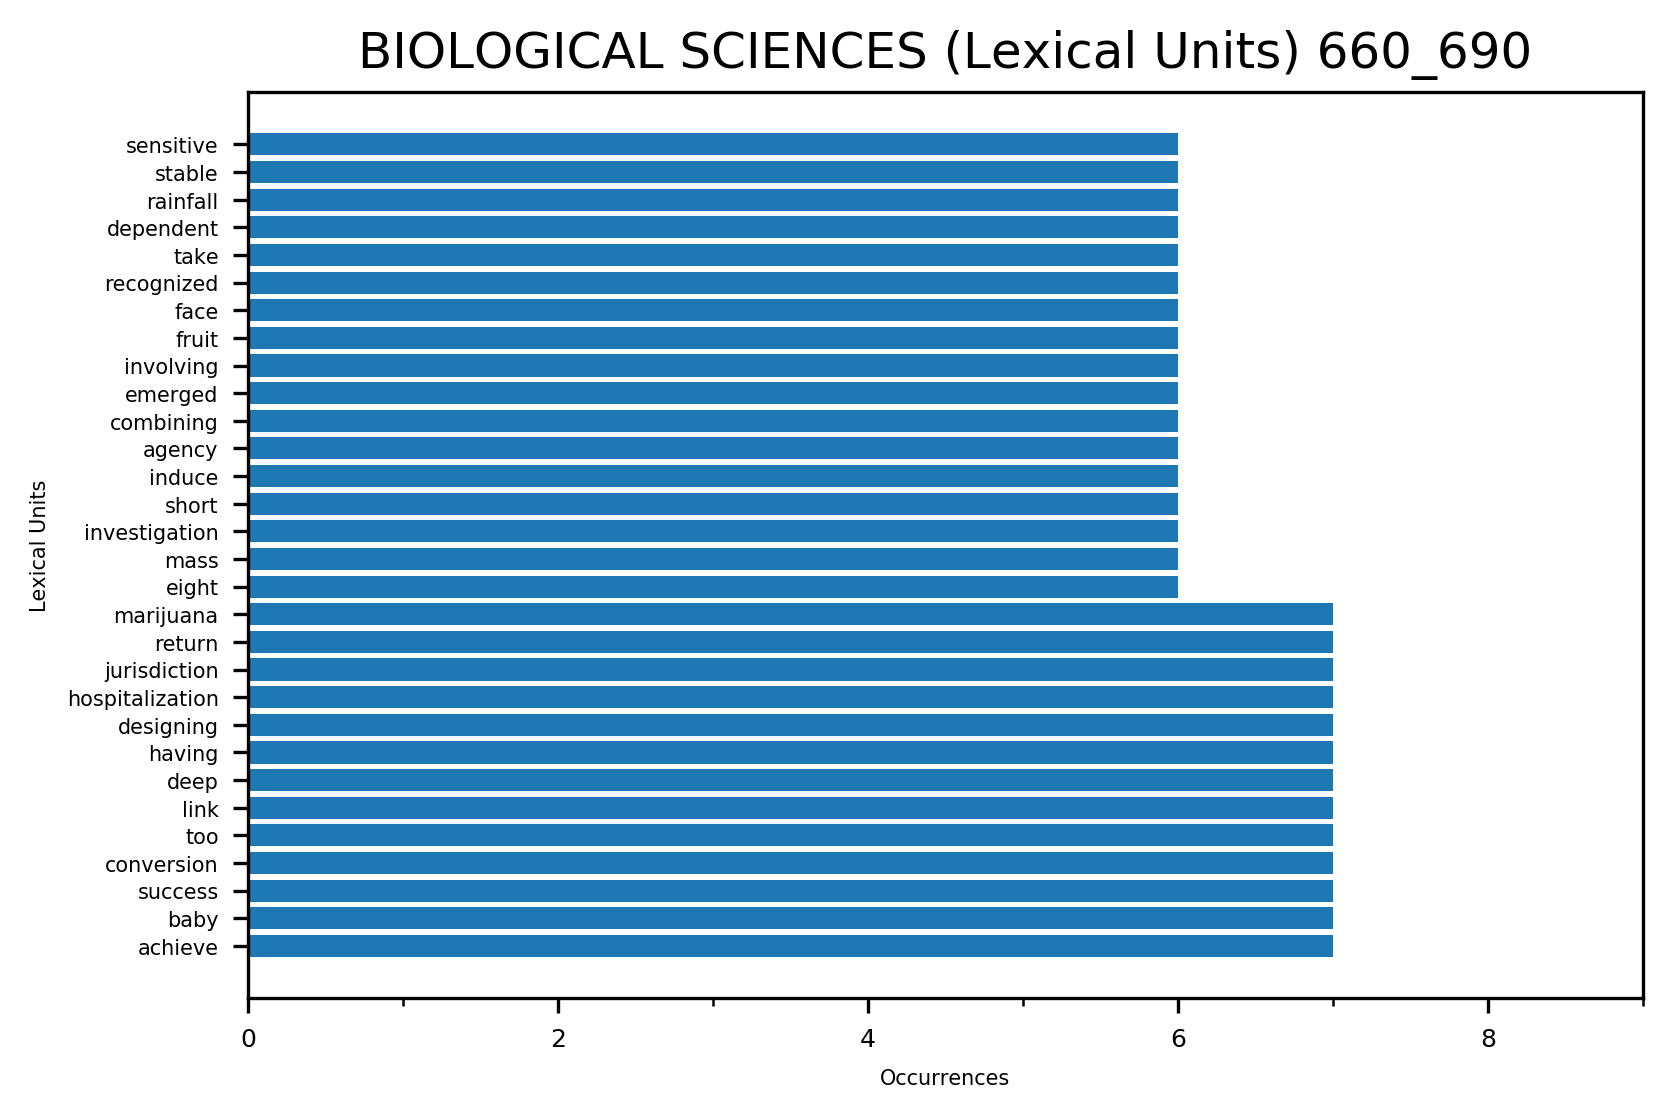 BIOLOGICAL SCIENCES (Lexical Units) 660_690
sensitive
stable
rainfall
dependent
take
recognized
face
fruit
involving
emerged
combining
agency
induce
short
investigation
mass
eight
marijuana
return
jurisdiction
hospitalization
designing
having
deep
link
too
conversion
success
baby
achieve
Lexical Units
0 2 4 6 8
Occurrences